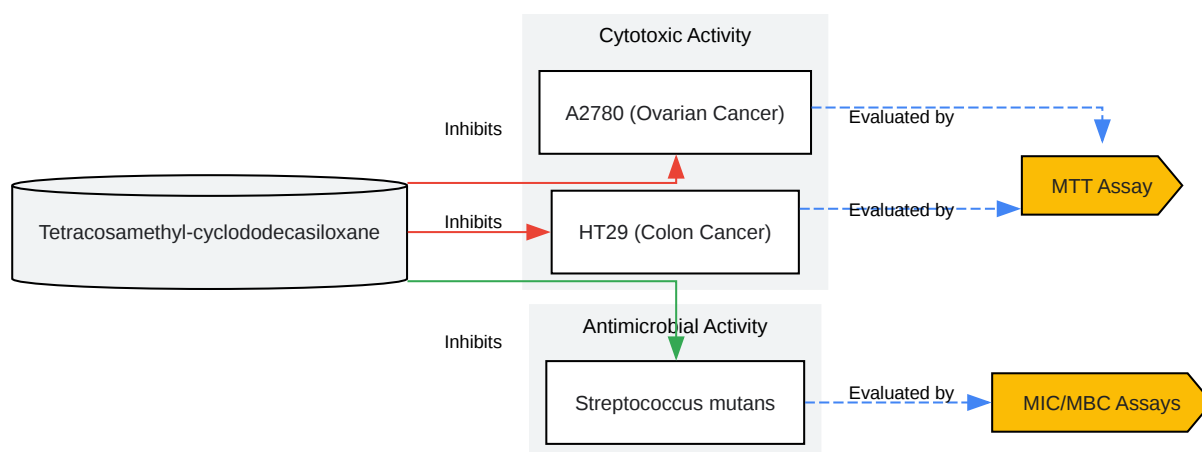 Cytotoxic Activity
A2780 (Ovarian Cancer)
Inhibits
Evaluated by
MTT Assay
Tetracosamethyl-cyclododecasiloxane
Inhibits
HT29 (Colon Cancer)
Evaluated by
Antimicrobial Activity
Inhibits
Streptococcus mutans
Evaluated by
MIC/MBC Assays